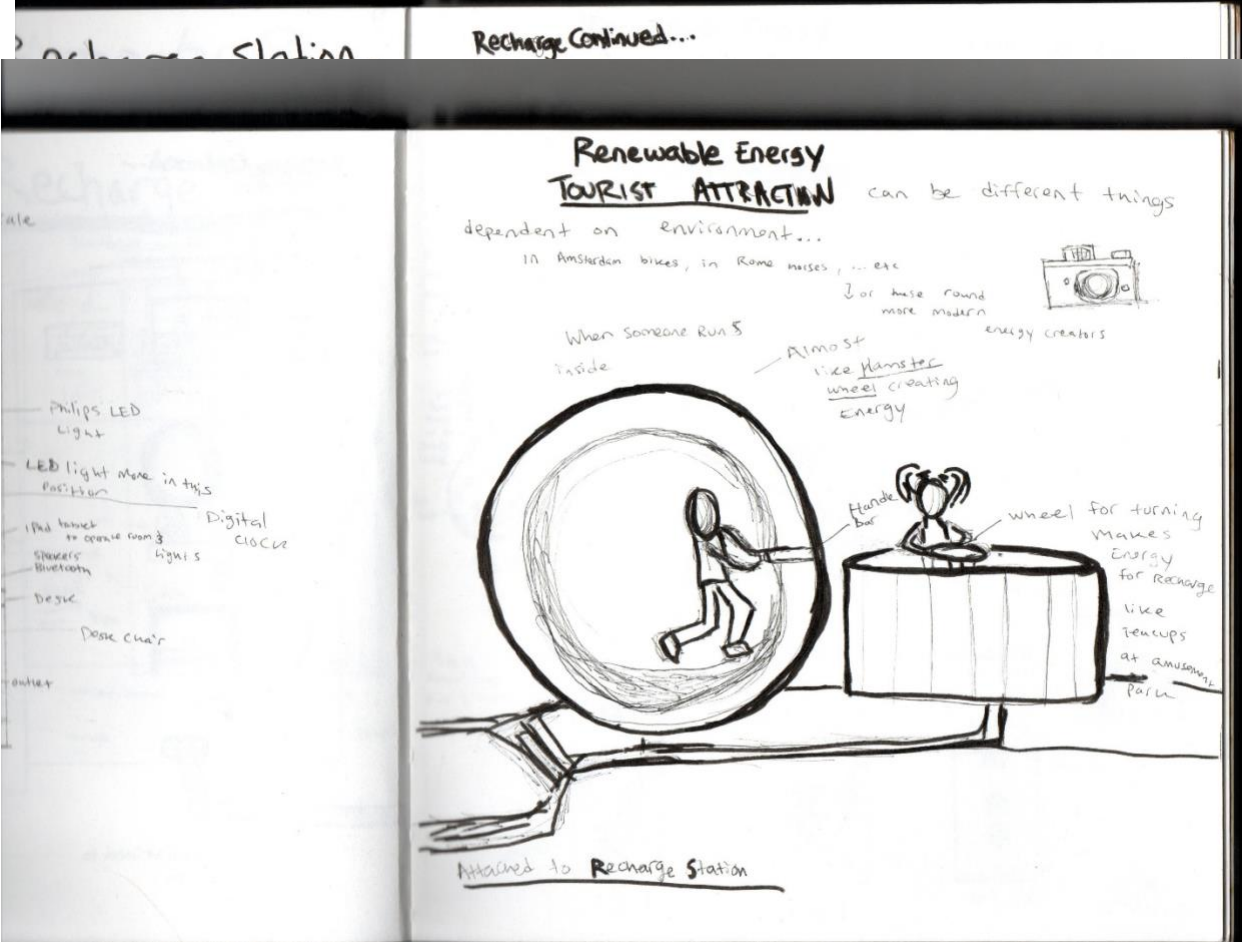 Station
Recharge Continued...
Renewable Energy
TOURIST ATTRACTION can be different things
dependent on environment...
in Amsterdam bikes, in Rome horses, ... etc
↓ or these round
more modern
energy creators
When Someone Runs
inside
Almost
like Hamster
wheel creating
Energy
Handle
bar
wheel for turning
Makes
Energy
for Recharge
like
Teacups
at amusement
Park
Attached to Recharge Station
Philips LED
Light
LED light More in this
Position
Digital
Clock
iPad tablet
to operate room &
lights
Speakers
Bluetooth
Desk
Desk Chair
outlet